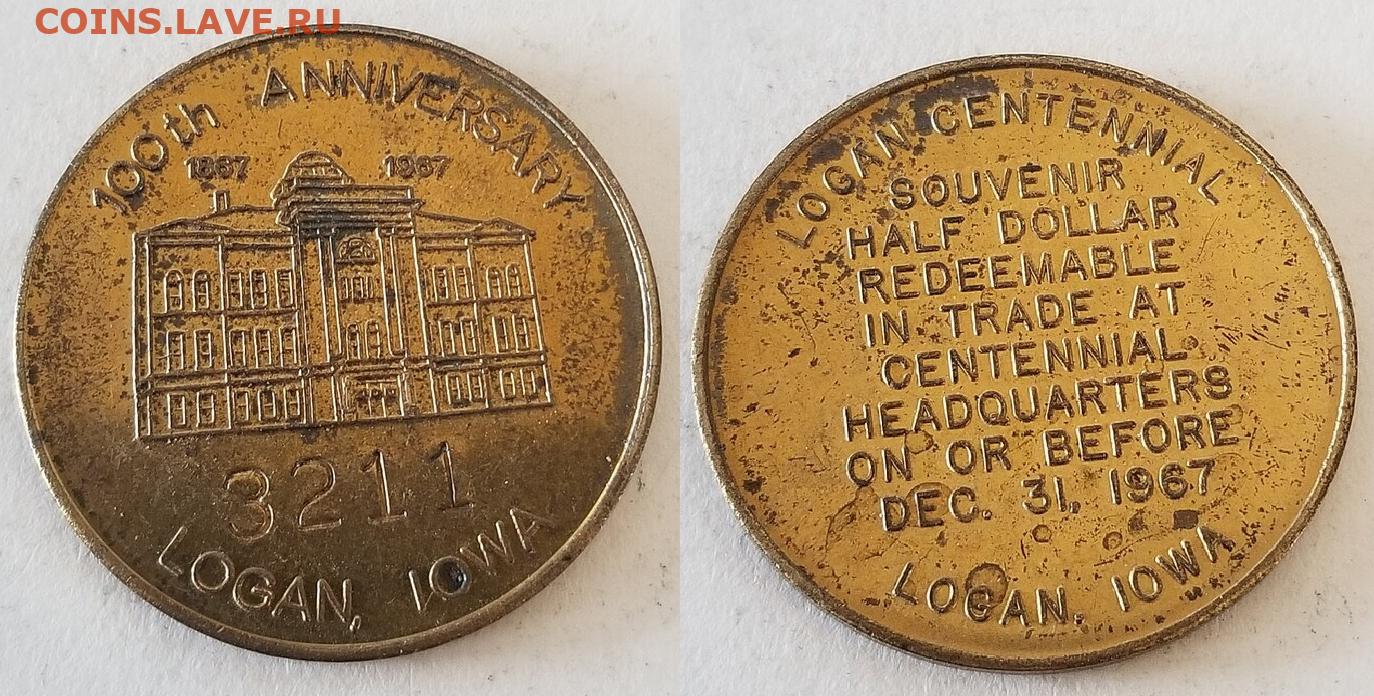 COINS.LAVE.RU
100th ANNIVERSARY
1867 1967
3211
LOGAN, IOWA
LOGAN CENTENNIAL
SOUVENIR
HALF DOLLAR
REDEEMABLE
IN TRADE AT
CENTENNIAL
HEADQUARTERS
ON OR BEFORE
DEC. 31, 1967
LOGAN, IOWA